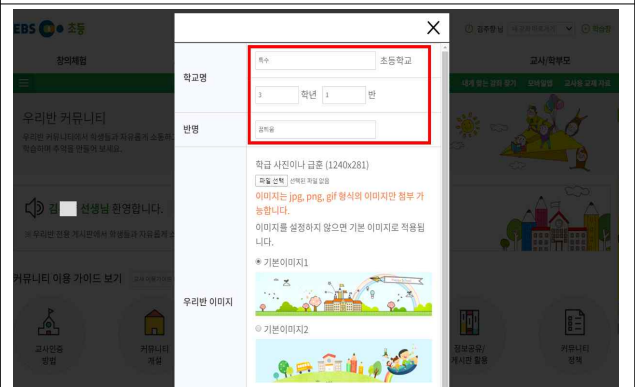 EBS 초등
창의체험
교사/학부모
우리반 커뮤니티
선생님 환영합니다.
커뮤니티 이용 가이드 보기
교사인증
방법
커뮤니티
개설
정보공유/
게시판 활용
커뮤니티
정책
X
학교명
특수 초등학교
3 학년 1 반
반명
우리반 이미지
학급 사진이나 급훈 (1240x281)
파일 선택 선택된 파일 없음
이미지는 jpg, png, gif 형식의 이미지만 첨부 가
능합니다.
이미지를 설정하지 않으면 기본 이미지로 적용됩
니다.
기본이미지1
기본이미지2